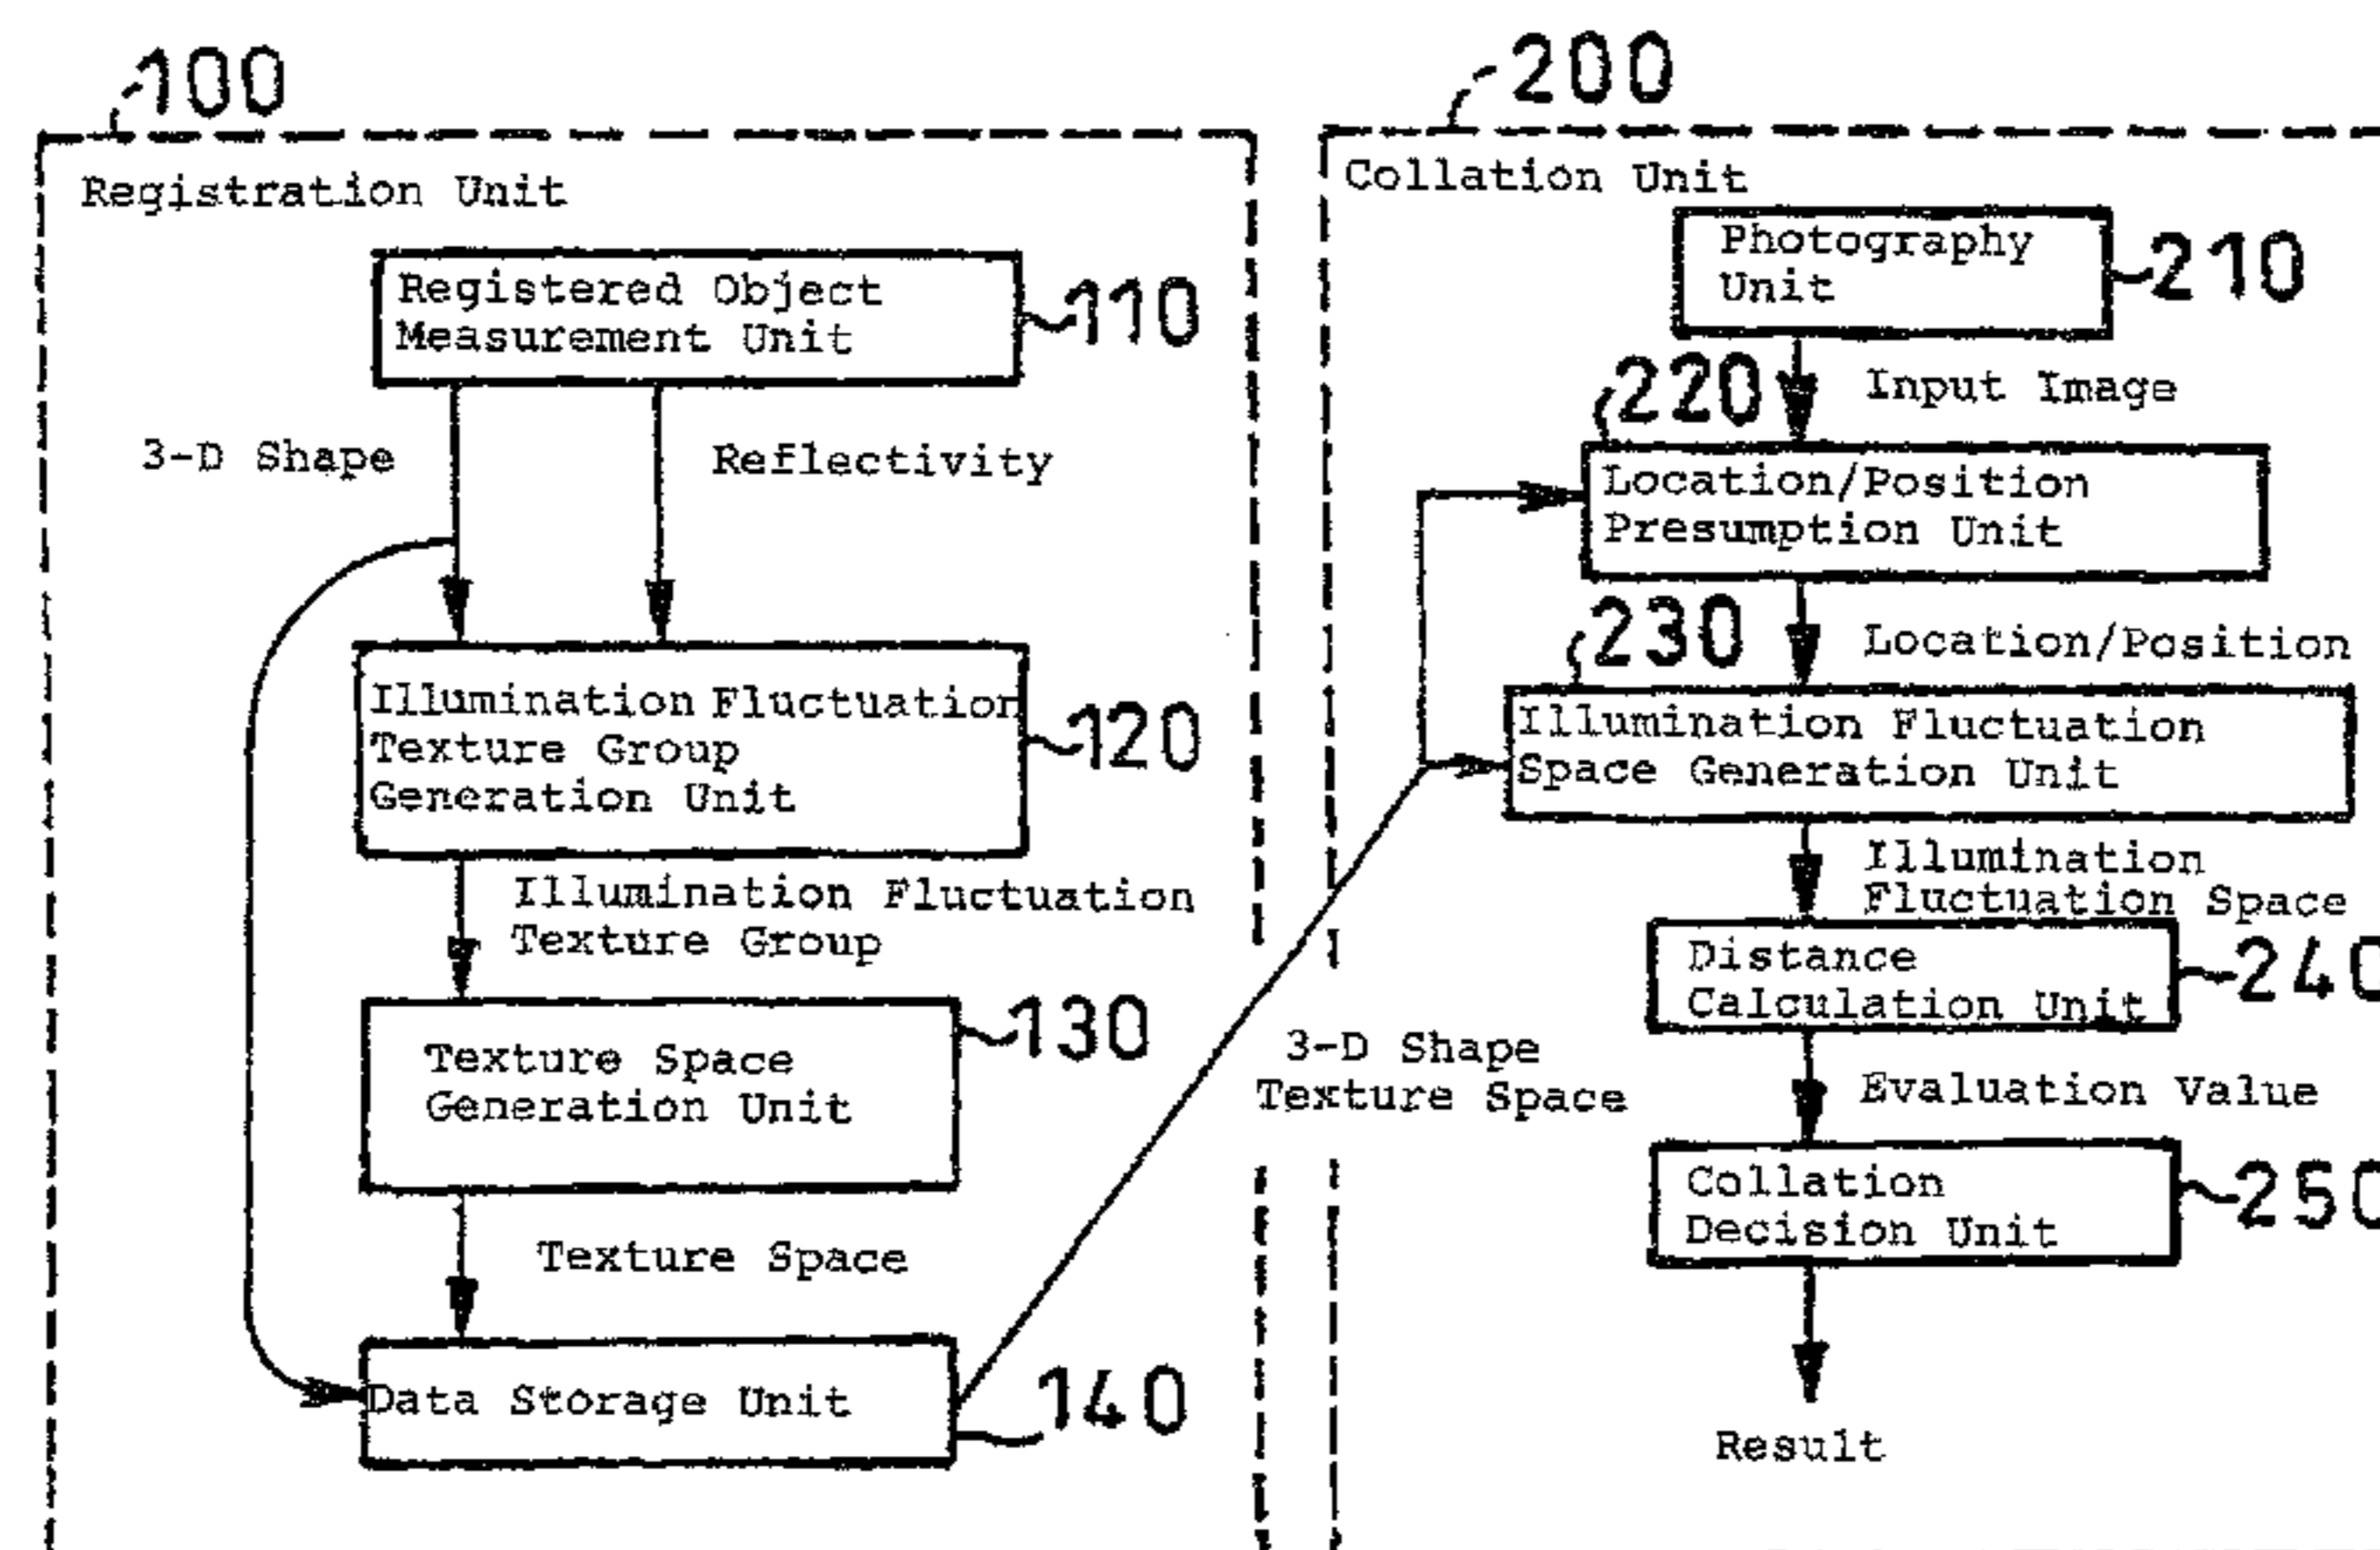 100
Registration Unit
Registered Object
Measurement Unit
110
3-D Shape
Reflectivity
Illumination Fluctuation
Texture Group
Generation Unit
120
Illumination Fluctuation
Texture Group
Texture Space
Generation Unit
130
Texture Space
Data Storage Unit
140
3-D Shape
Texture Space
200
Collation Unit
Photography
Unit
210
Input Image
220
Location/Position
Presumption Unit
Location/Position
230
Illumination Fluctuation
Space Generation Unit
Illumination
Fluctuation Space
Distance
Calculation Unit
240
Evaluation Value
Collation
Decision Unit
250
Result